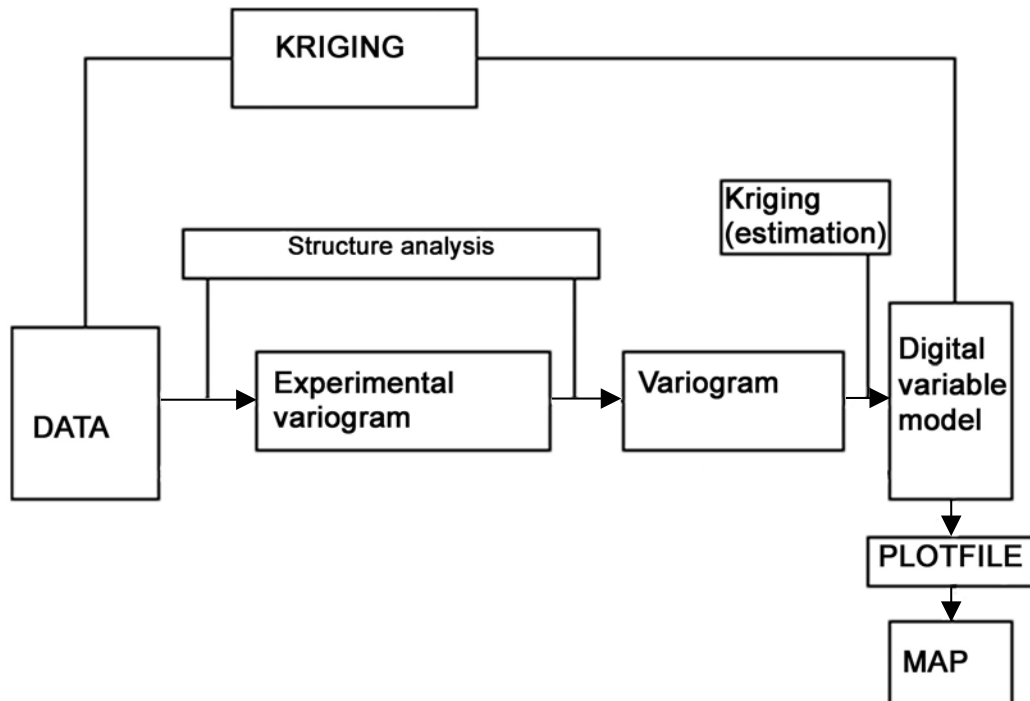 KRIGING
Kriging
(estimation)
Structure analysis
DATA
Experimental
variogram
Variogram
Digital
variable
model
PLOTFILE
MAP